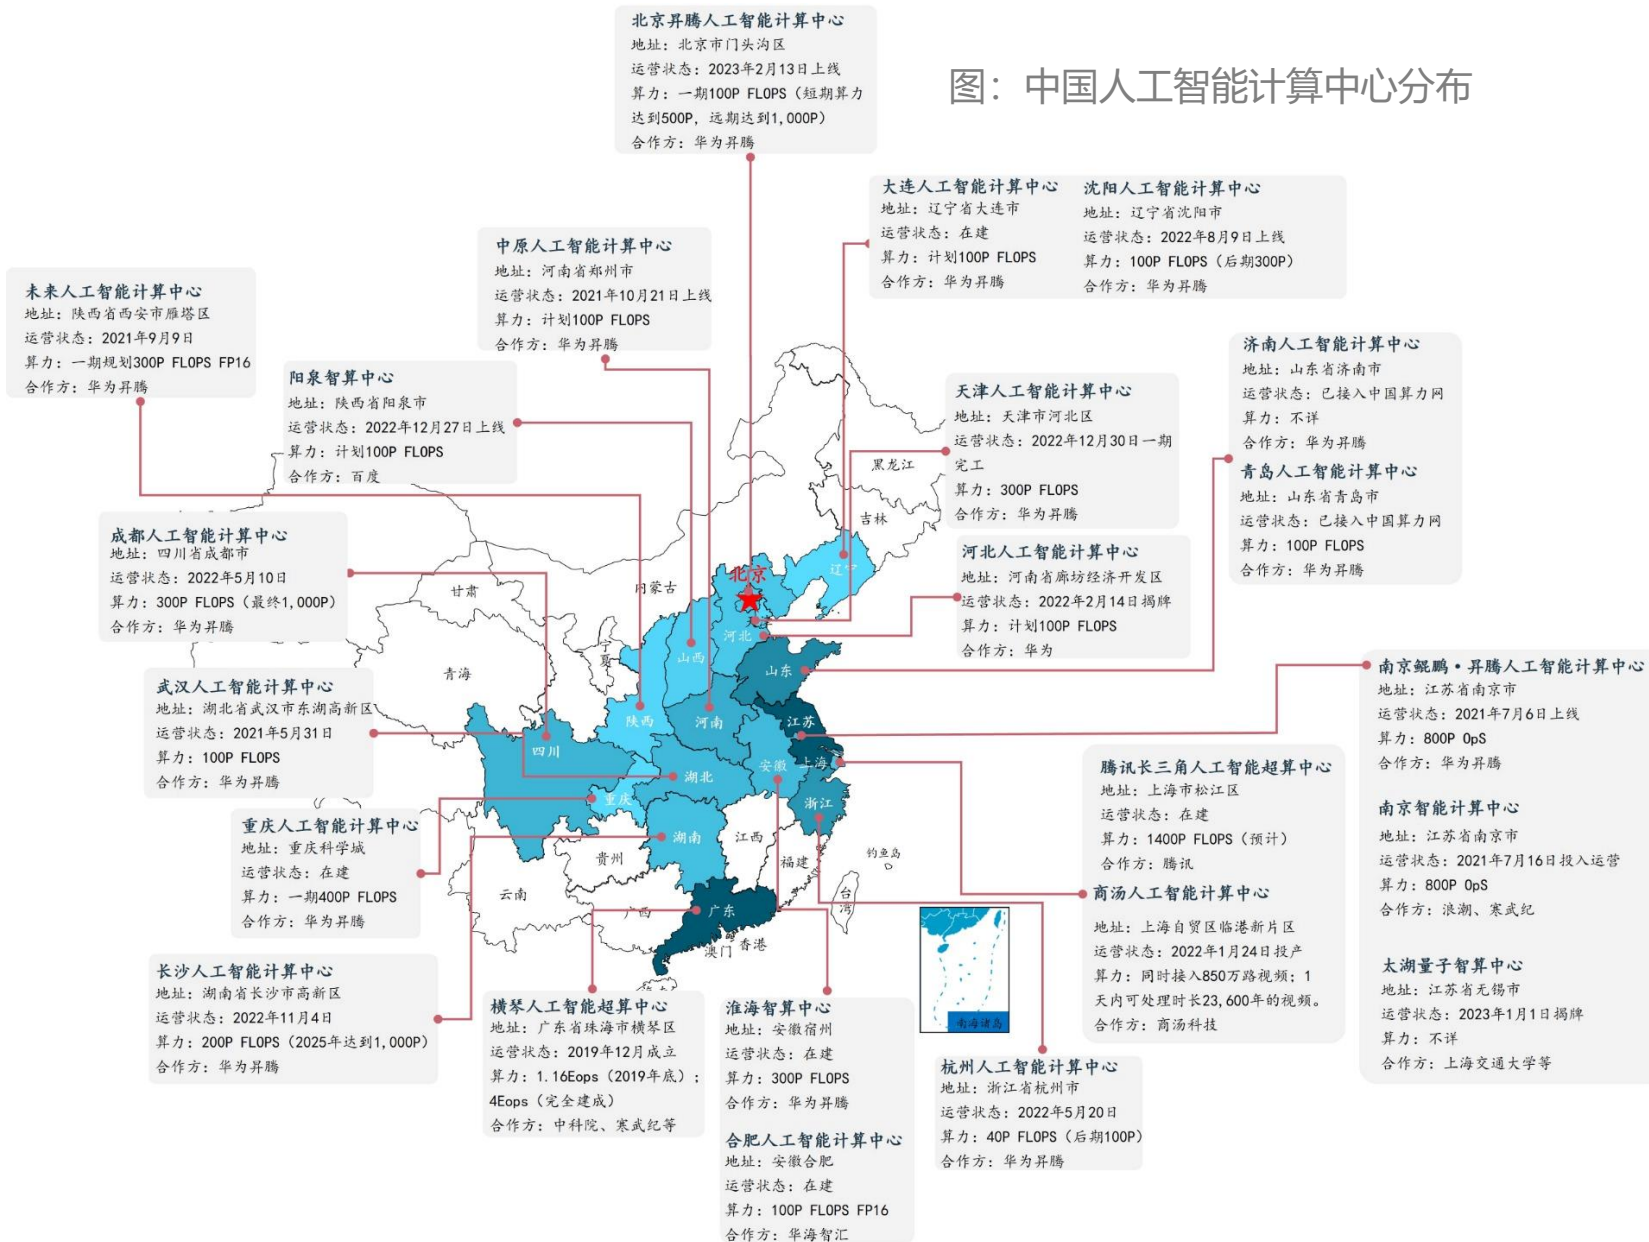 图：中国人工智能计算中心分布
北京昇腾人工智能计算中心
地址：北京市门头沟区
运营状态：2023年2月13日上线
算力：一期100P FLOPS（短期算力
达到500P，远期达到1,000P）
合作方：华为昇腾
大连人工智能计算中心
地址：辽宁省大连市
运营状态：在建
算力：计划100P FLOPS
合作方：华为昇腾
沈阳人工智能计算中心
地址：辽宁省沈阳市
运营状态：2022年8月9日上线
算力：100P FLOPS（后期300P）
合作方：华为昇腾
中原人工智能计算中心
地址：河南省郑州市
运营状态：2021年10月21日上线
算力：计划100P FLOPS
合作方：华为昇腾
未来人工智能计算中心
地址：陕西省西安市雁塔区
运营状态：2021年9月9日
算力：一期规划300P FLOPS FP16
合作方：华为昇腾
阳泉智算中心
地址：陕西省阳泉市
运营状态：2022年12月27日上线
算力：计划100P FLOPS
合作方：百度
天津人工智能计算中心
地址：天津市河北区
运营状态：2022年12月30日一期
完工
算力：300P FLOPS
合作方：华为昇腾
济南人工智能计算中心
地址：山东省济南市
运营状态：已接入中国算力网
算力：不详
合作方：华为昇腾
青岛人工智能计算中心
地址：山东省青岛市
运营状态：已接入中国算力网
算力：100P FLOPS
合作方：华为昇腾
成都人工智能计算中心
地址：四川省成都市
运营状态：2022年5月10日
算力：300P FLOPS（最终1,000P）
合作方：华为昇腾
河北人工智能计算中心
地址：河南省廊坊经济开发区
运营状态：2022年2月14日揭牌
算力：计划100P FLOPS
合作方：华为
武汉人工智能计算中心
地址：湖北省武汉市东湖高新区
运营状态：2021年5月31日
算力：100P FLOPS
合作方：华为昇腾
南京鲲鹏•昇腾人工智能计算中心
地址：江苏省南京市
运营状态：2021年7月6日上线
算力：800P OpS
合作方：华为昇腾
南京智能计算中心
地址：江苏省南京市
运营状态：2021年7月16日投入运营
算力：800P OpS
合作方：浪潮、寒武纪
太湖量子智算中心
地址：江苏省无锡市
运营状态：2023年1月1日揭牌
算力：不详
合作方：上海交通大学等
腾讯长三角人工智能超算中心
地址：上海市松江区
运营状态：在建
算力：1400P FLOPS（预计）
合作方：腾讯
商汤人工智能计算中心
地址：上海自贸区临港新片区
运营状态：2022年1月24日投产
算力：同时接入850万路视频；1
天内可处理时长23,600年的视频。
合作方：商汤科技
重庆人工智能计算中心
地址：重庆科学城
运营状态：在建
算力：一期400P FLOPS
合作方：华为昇腾
长沙人工智能计算中心
地址：湖南省长沙市高新区
运营状态：2022年11月4日
算力：200P FLOPS（2025年达到1,000P）
合作方：华为昇腾
横琴人工智能超算中心
地址：广东省珠海市横琴区
运营状态：2019年12月成立
算力：1.16Eops（2019年底）；
4Eops（完全建成）
合作方：中科院、寒武纪等
淮海智算中心
地址：安徽宿州
运营状态：在建
算力：300P FLOPS
合作方：华为昇腾
合肥人工智能计算中心
地址：安徽合肥
运营状态：在建
算力：100P FLOPS FP16
合作方：华海智汇
杭州人工智能计算中心
地址：浙江省杭州市
运营状态：2022年5月20日
算力：40P FLOPS（后期100P）
合作方：华为昇腾
黑龙江
吉林
辽宁
北京
天津
内蒙古
甘肃
河北
宁夏
山西
青海
山东
陕西
河南
江苏
四川
安徽
上海
湖北
重庆
浙江
湖南
江西
贵州
福建
钓鱼岛
云南
广西
广东
台湾
香港
澳门
南海诸岛